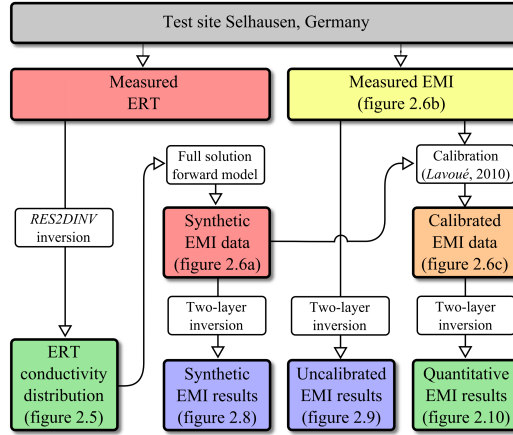 Test site Selhausen, Germany
Measured
ERT
Measured EMI
(figure 2.6b)
Full solution
forward model
Calibration
(Lavoué, 2010)
RES2DINV
inversion
Synthetic
EMI data
(figure 2.6a)
Calibrated
EMI data
(figure 2.6c)
Two-layer
inversion
Two-layer
inversion
Two-layer
inversion
ERT
conductivity
distribution
(figure 2.5)
Synthetic
EMI results
(figure 2.8)
Uncalibrated
EMI results
(figure 2.9)
Quantitative
EMI results
(figure 2.10)